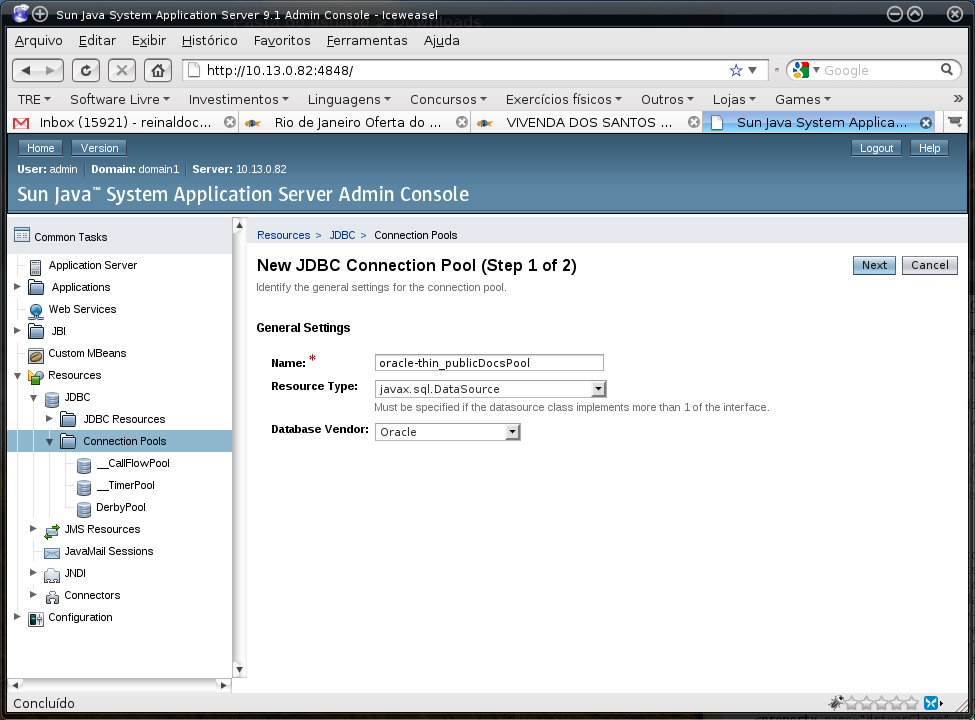 Sun Java System Application Server 9.1 Admin Console - Iceweasel
Arquivo Editar Exibir Histórico Favoritos Ferramentas Ajuda
http://10.13.0.82:4848/
Google
TRE Software Livre Investimentos Linguagens Concursos Exercícios físicos Outros Lojas Games »
Inbox (15921) - reinaldoc... Rio de Janeiro Oferta do ... VIVENDA DOS SANTOS ... Sun Java System Applica...
Home Version Logout Help
User: admin Domain: domain1 Server: 10.13.0.82
Sun Java™ System Application Server Admin Console
Common Tasks
Application Server
Applications
Web Services
JBI
Custom MBeans
Resources
JDBC
JDBC Resources
Connection Pools
__CallFlowPool
__TimerPool
DerbyPool
JMS Resources
JavaMail Sessions
JNDI
Connectors
Configuration
Resources > JDBC > Connection Pools
New JDBC Connection Pool (Step 1 of 2)
Next Cancel
Identify the general settings for the connection pool.
General Settings
Name: * oracle-thin_publicDocsPool
Resource Type: javax.sql.DataSource
Must be specified if the datasource class implements more than 1 of the interface.
Database Vendor: Oracle
Concluído